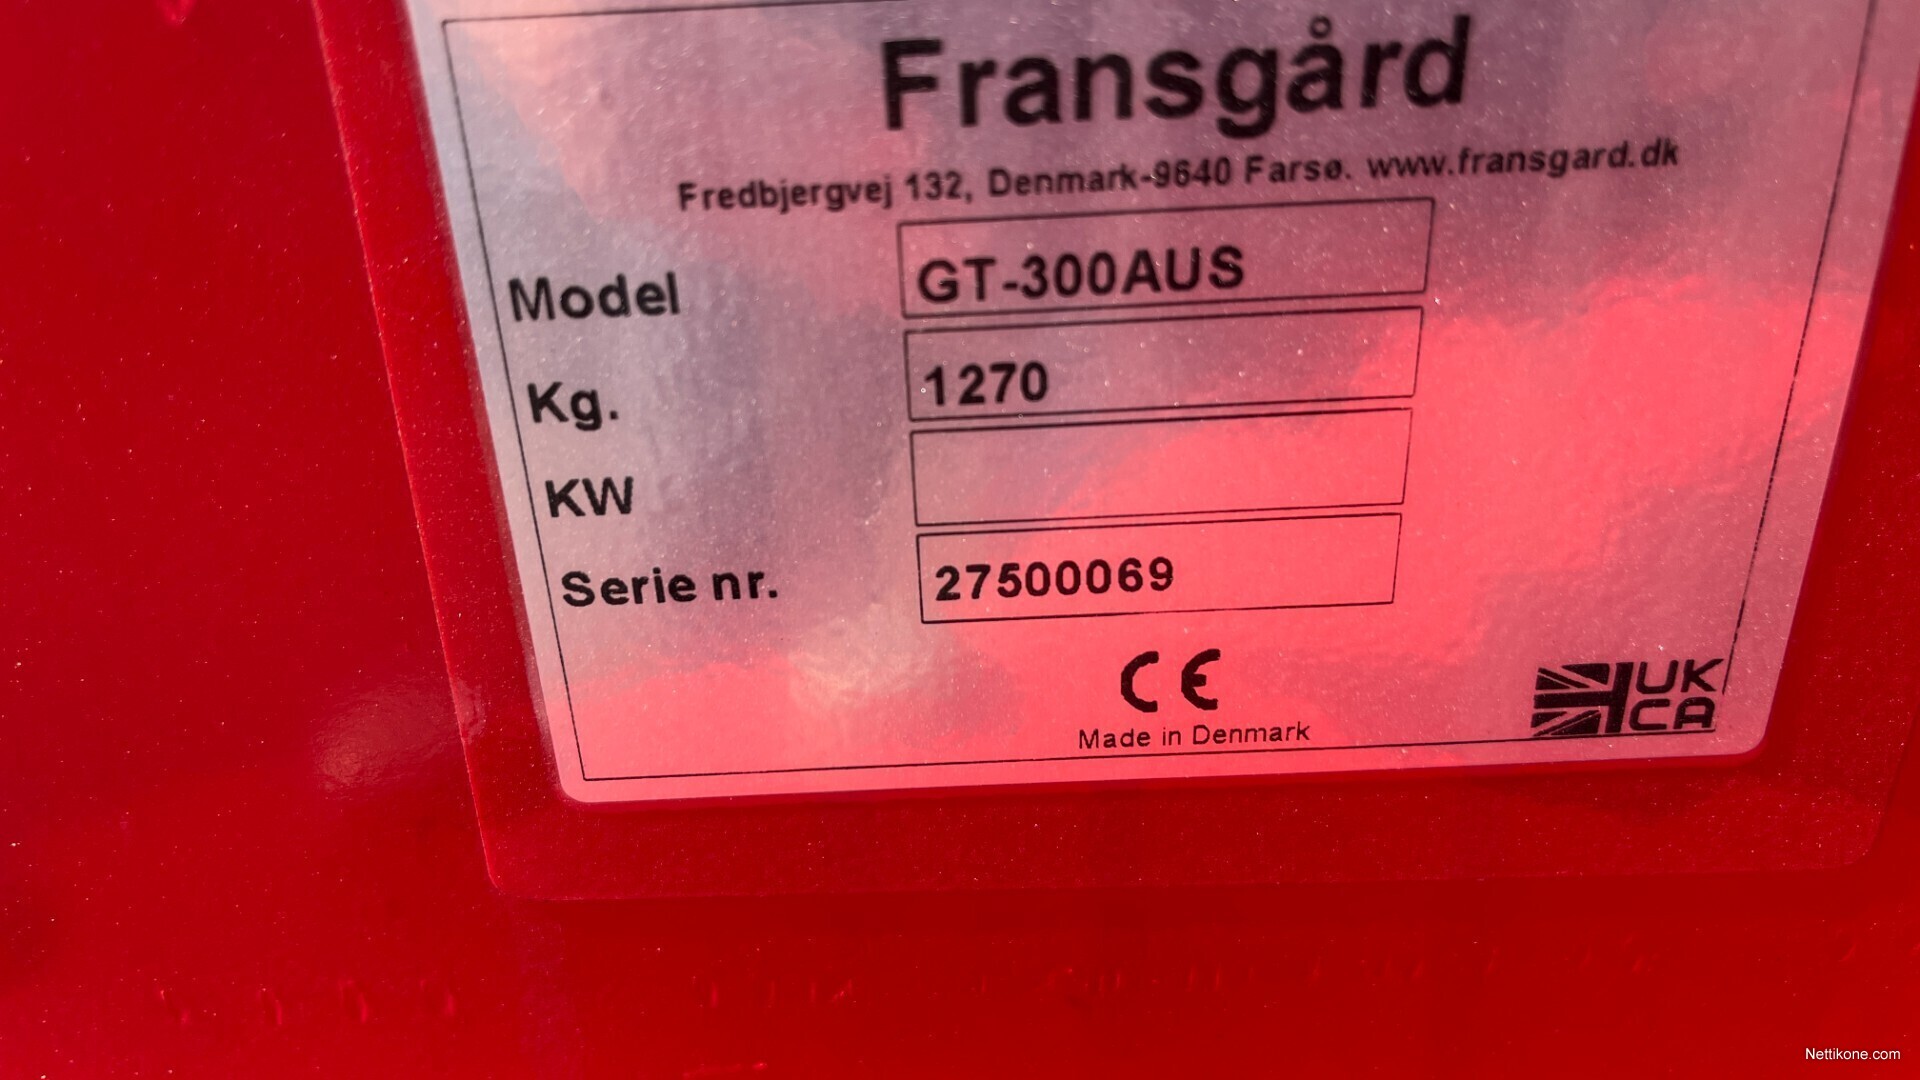 Fransgård
Fredbjergvej 132, Denmark-9640 Farsø. www.fransgard.dk
Model GT-300AUS
Kg. 1270
KW
Serie nr. 27500069
CE
Made in Denmark
UK
CA
Nettikone.com